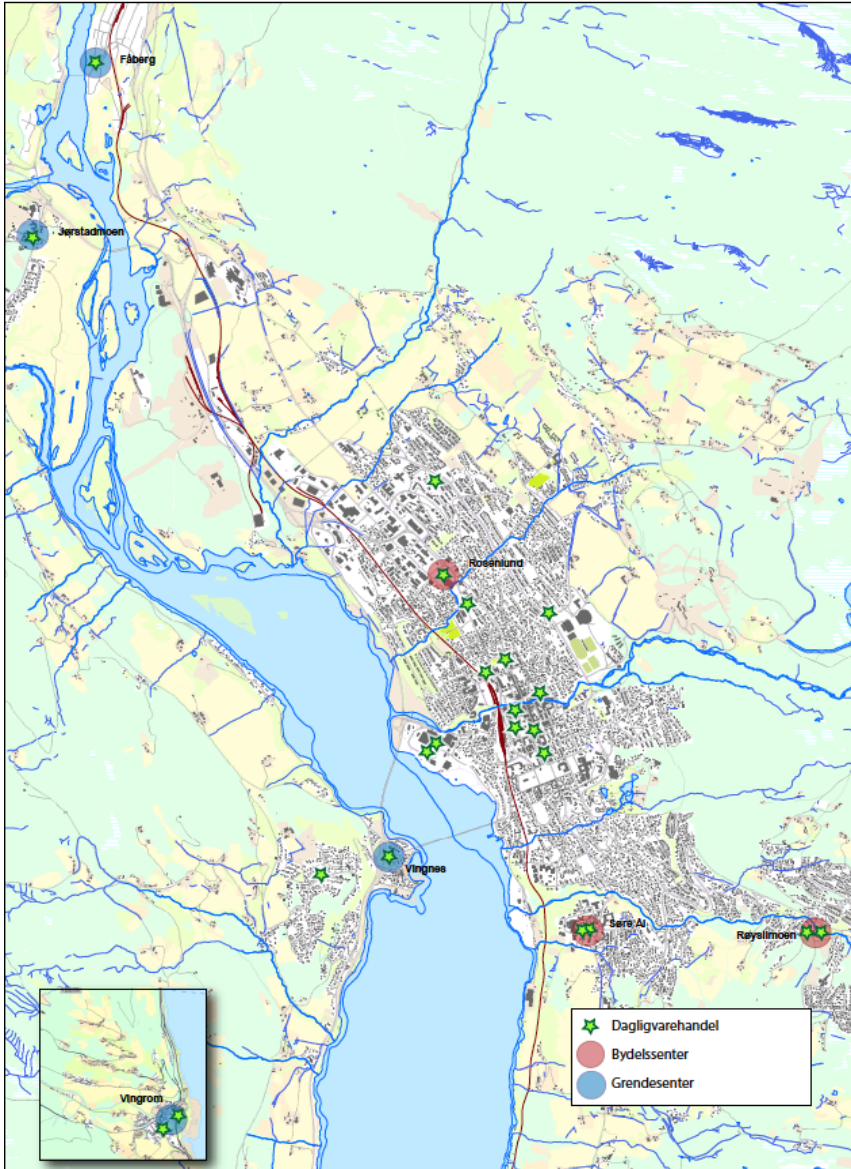 Fåberg
Jørstadmoen
Rosenlund
Vingnes
Søre Ål
Røyslimoen
Vingrom
Dagligvarehandel
Bydelssenter
Grendesenter